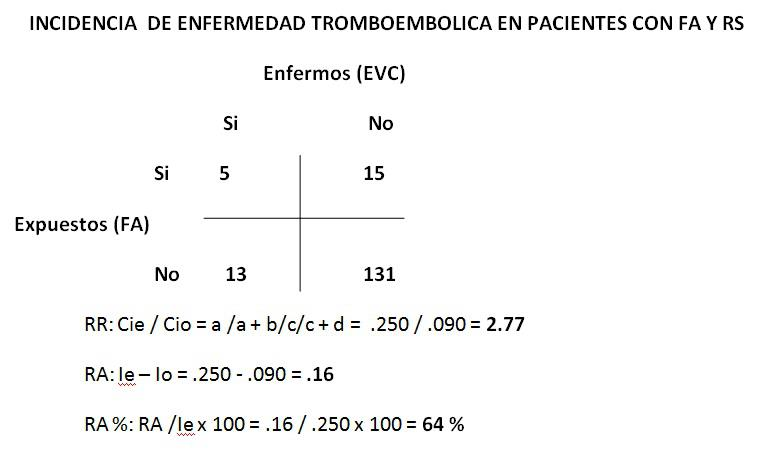 INCIDENCIA DE ENFERMEDAD TROMBOEMBOLICA EN PACIENTES CON FA Y RS
Enfermos (EVC)
Si No
Si 5 15
Expuestos (FA)
No 13 131
RR: Cie / Cio = a /a + b/c/c + d = .250 / .090 = 2.77
RA: Ie – Io = .250 - .090 = .16
RA %: RA /Ie x 100 = .16 / .250 x 100 = 64 %